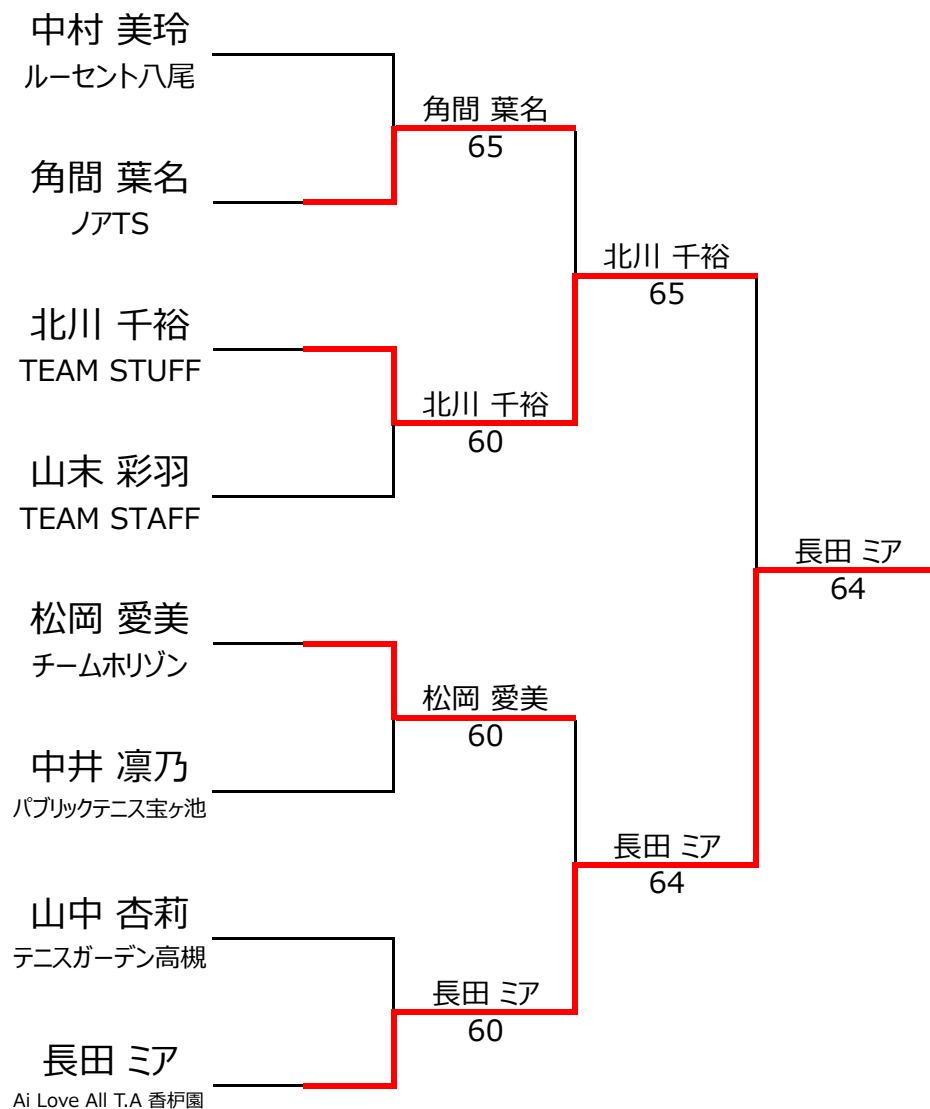 中村 美玲
ルーセント八尾
角間 葉名
65
角間 葉名
ノアTS
北川 千裕
65
北川 千裕
TEAM STUFF
北川 千裕
60
山末 彩羽
TEAM STAFF
長田 ミア
64
松岡 愛美
チームホリゾン
松岡 愛美
60
中井 凛乃
パブリックテニス宝ヶ池
長田 ミア
64
山中 杏莉
テニスガーデン高槻
長田 ミア
60
長田 ミア
Ai Love All T.A 香枦園